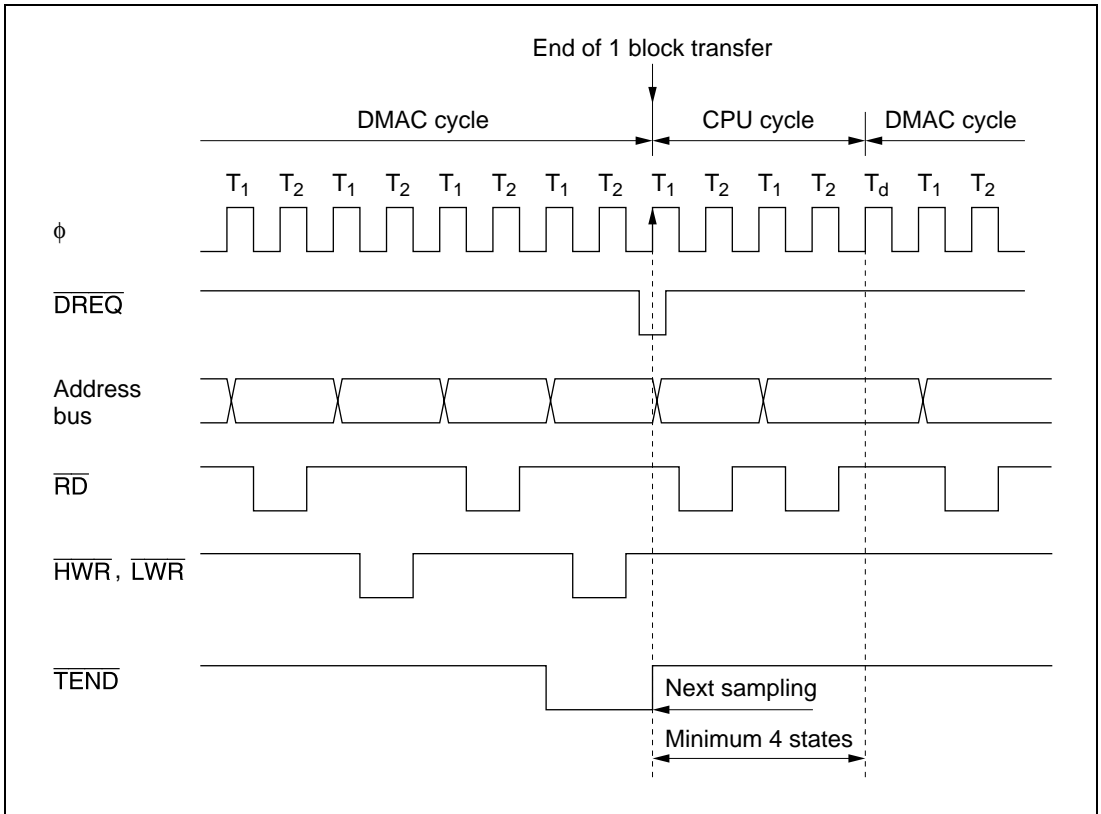 End of 1 block transfer
DMAC cycle CPU cycle DMAC cycle
T1 T2 T1 T2 T1 T2 T1 T2 T1 T2 T1 T2 Td T1 T2
φ
DREQ
Address
bus
RD
HWR, LWR
TEND
Next sampling
Minimum 4 states